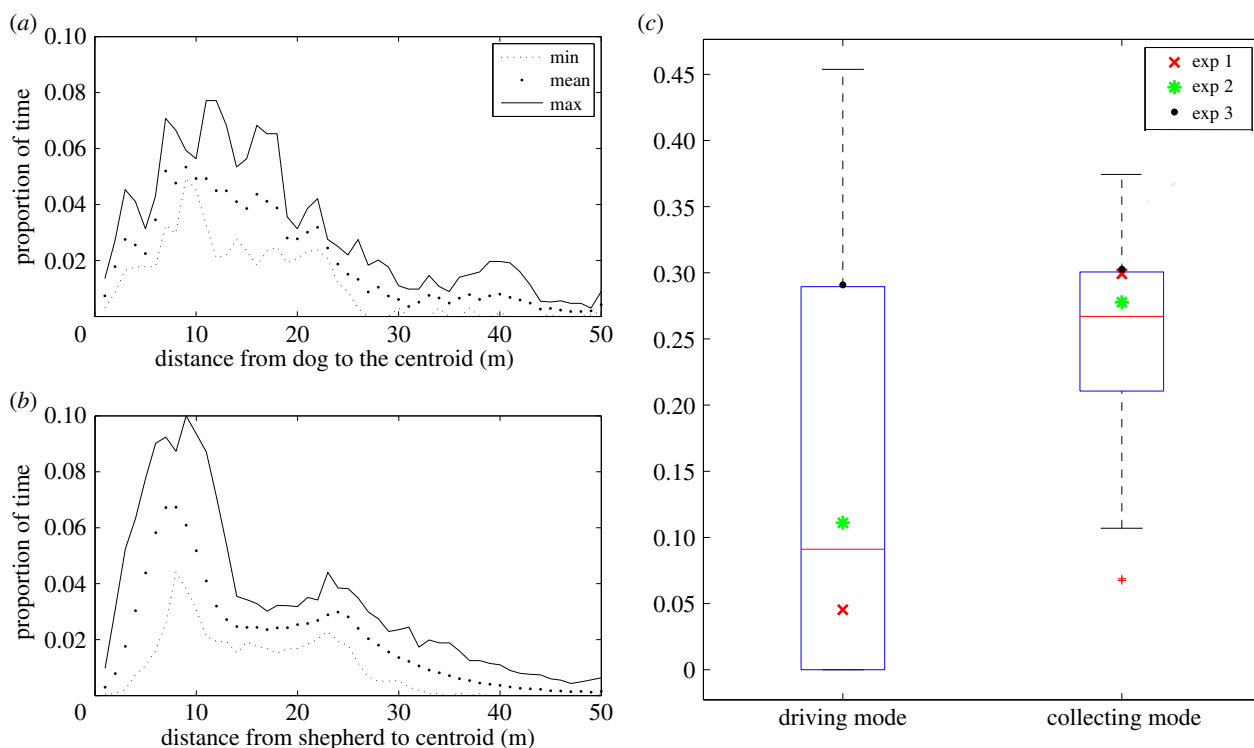 (a)
0.10
0.08
0.06
0.04
0.02
proportion of time
min
mean
max
0 10 20 30 40 50
distance from dog to the centroid (m)
(b)
0.10
0.08
0.06
0.04
0.02
proportion of time
0 10 20 30 40 50
distance from shepherd to centroid (m)
(c)
0.45
0.40
0.35
0.30
0.25
0.20
0.15
0.10
0.05
0
exp 1
exp 2
exp 3
driving mode collecting mode